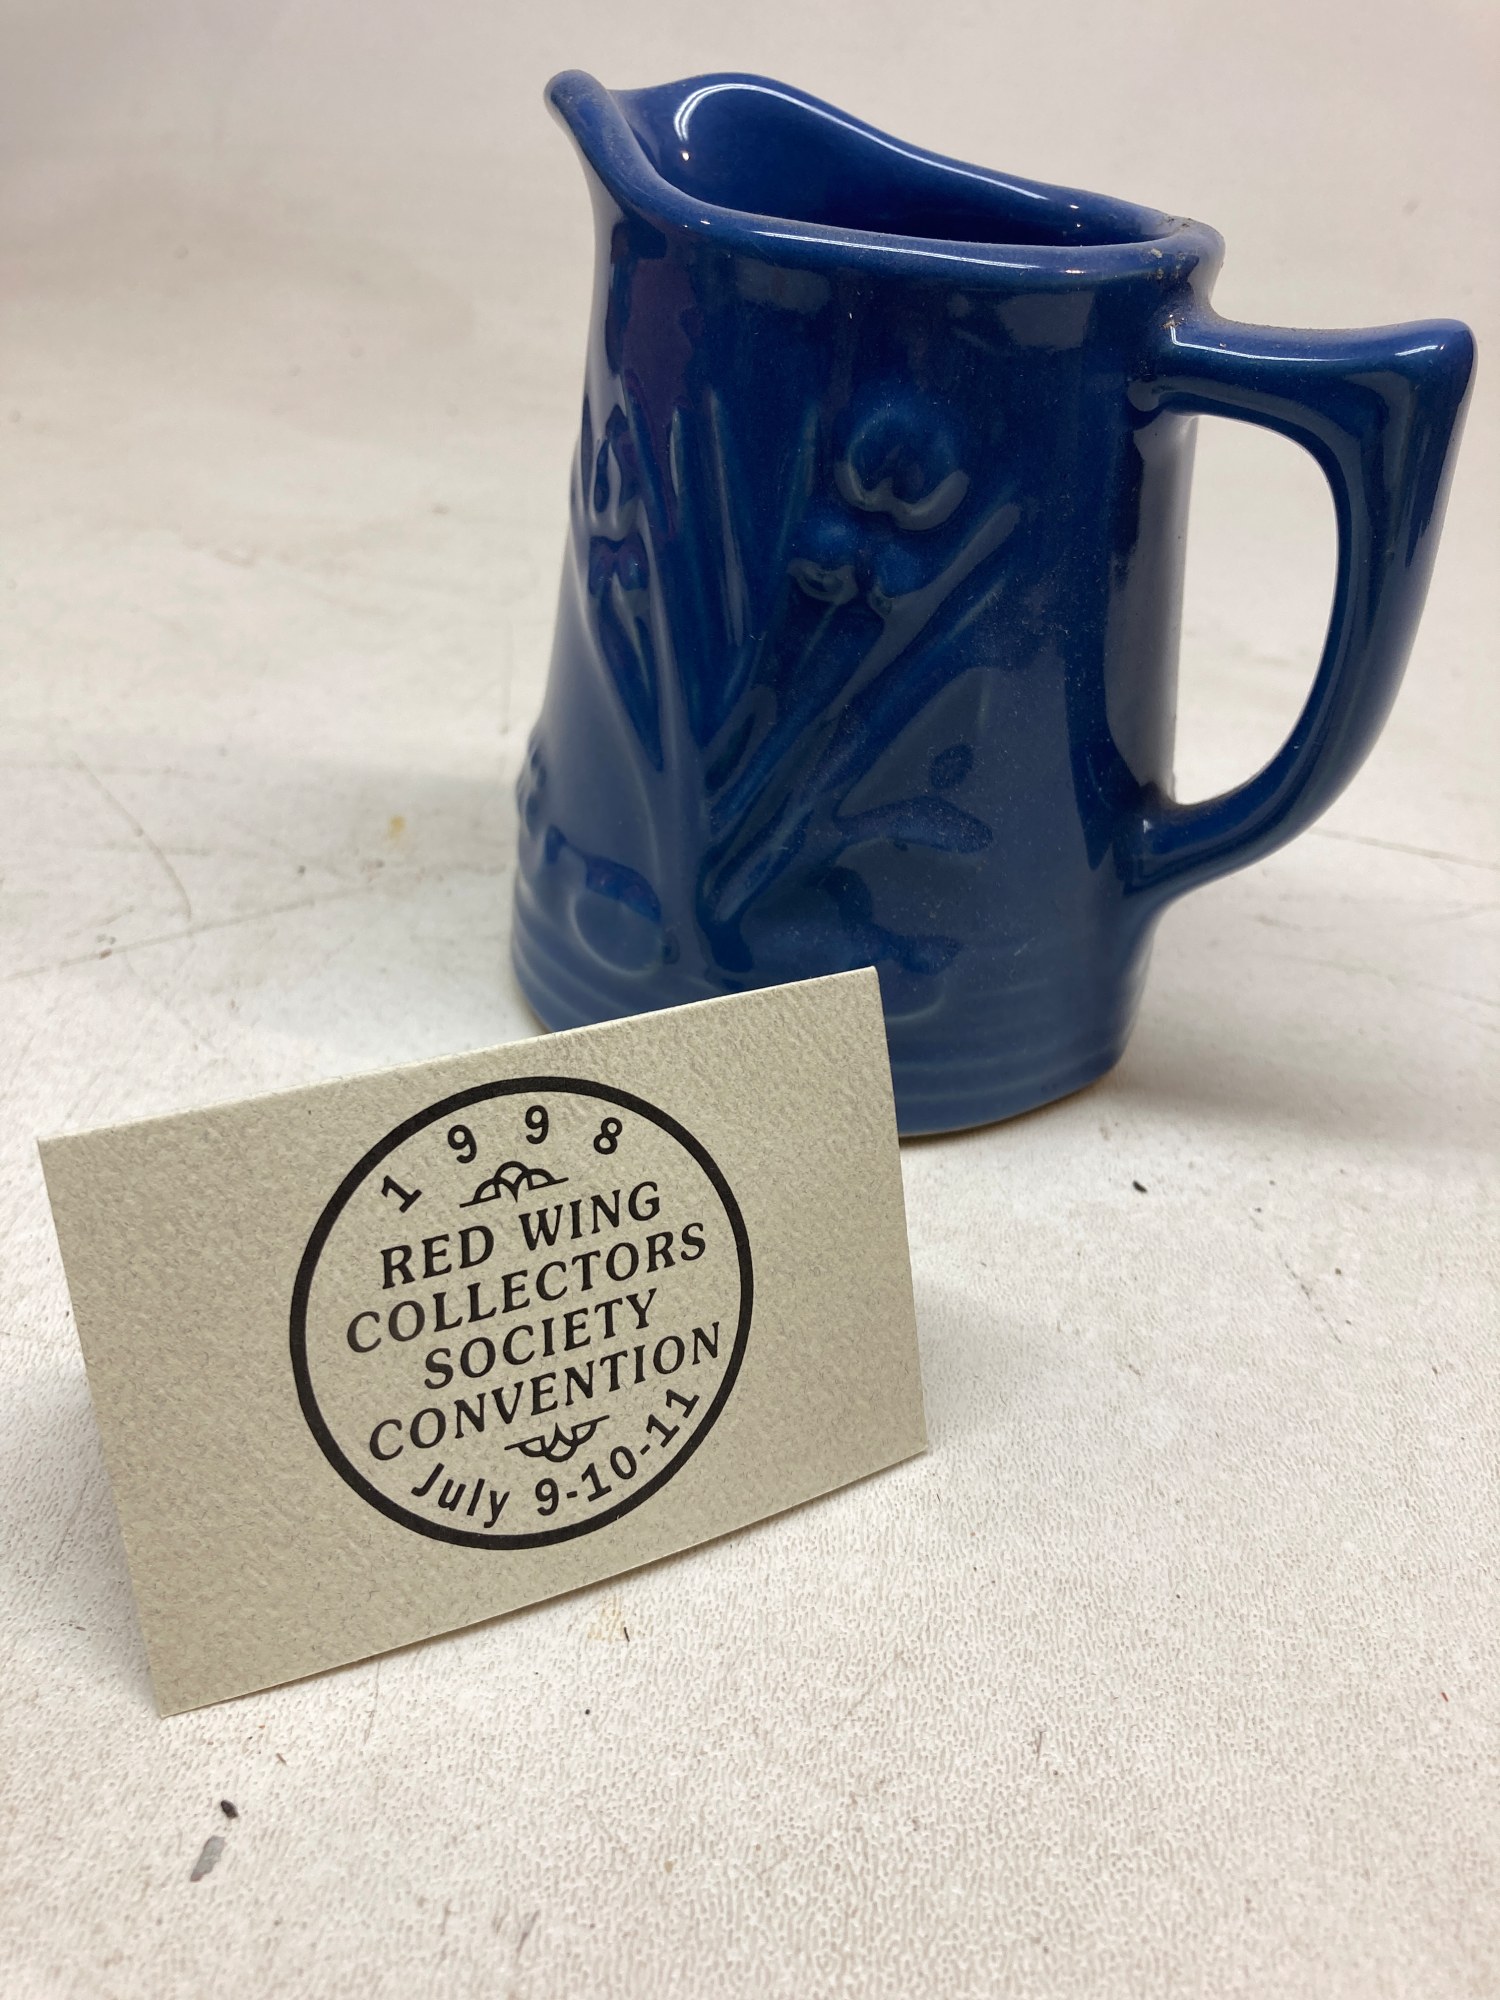 1998
RED WING
COLLECTORS
SOCIETY
CONVENTION
July 9-10-11